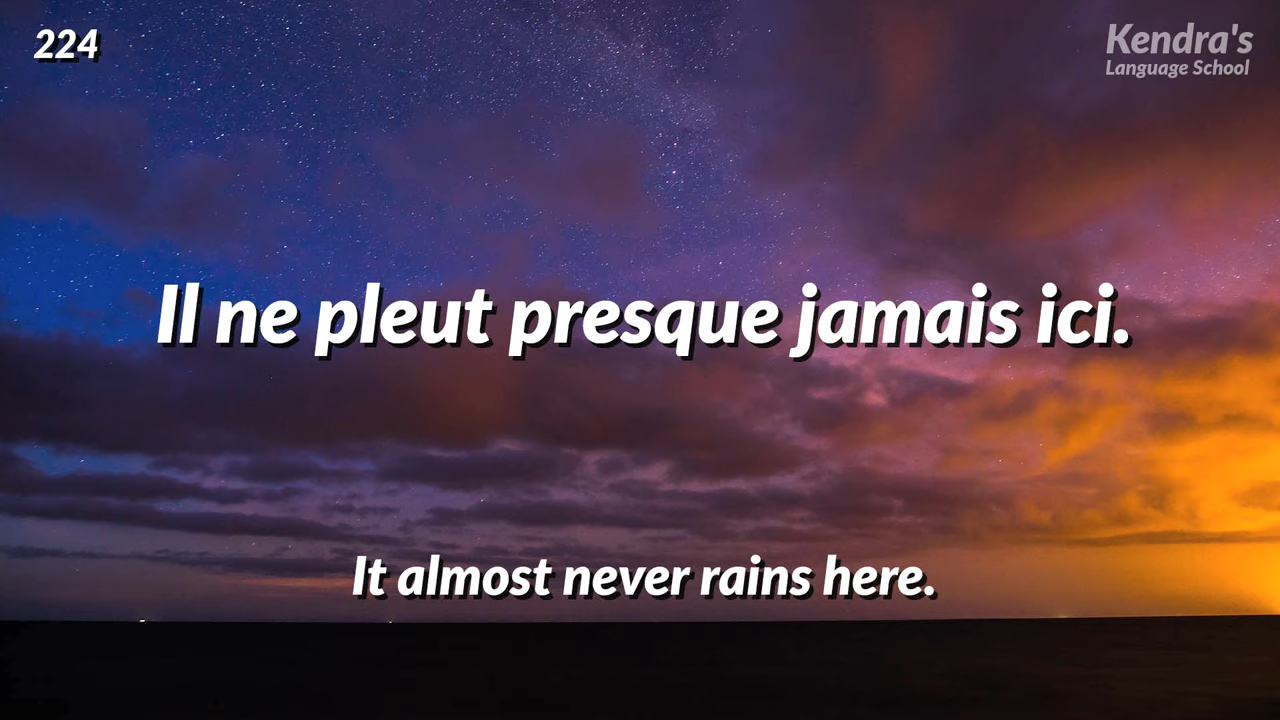 224
Kendra's
Language School
Il ne pleut presque jamais ici.
It almost never rains here.